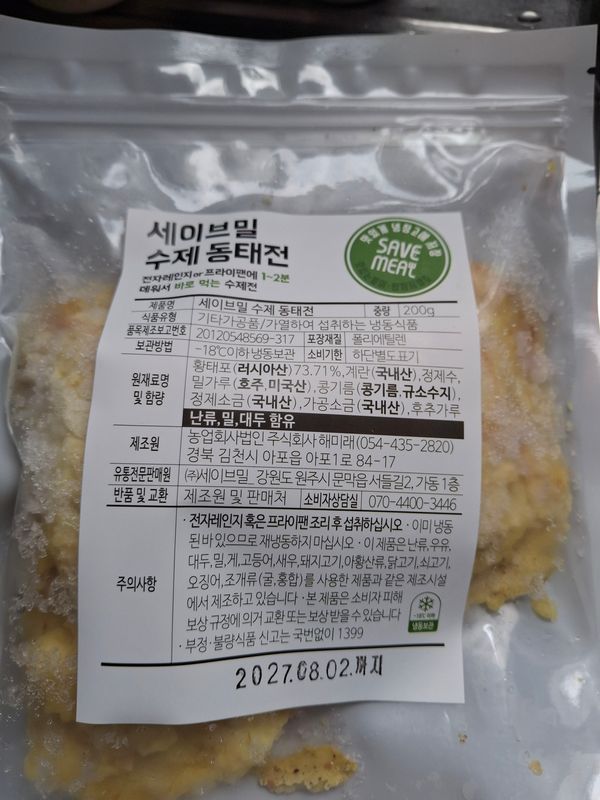 세이브밀
수제 동태전
전자레인지 or 프라이팬에 1~2분
데워서 바로 먹는 수제전
SAVE
MEAL
제품명 세이브밀 수제 동태전 중량 200g
식품유형 기타가공품/가열하여 섭취하는 냉동식품
품목제조보고번호 20120548569-317 포장재질 폴리에틸렌
보관방법 -18℃이하 냉동보관 소비기한 하단별도표기
원재료명 및 함량 황태포(러시아산)73.71%,계란(국내산),정제수,
밀가루(호주,미국산),콩기름(콩기름.규소수지),
정제소금(국내산),가공소금(국내산),후추가루
난류,밀,대두 함유
제조원 농업회사법인 주식회사 해미래(054-435-2820)
경북 김천시 아포읍 아포1로 84-17
유통전문판매원 ㈜세이브밀_강원도 원주시 문막읍 서들길2, 가동 1층
반품 및 교환 제조원 및 판매처 소비자상담실 070-4400-3446
주의사항 · 전자레인지 혹은 프라이팬 조리 후 섭취하십시오 · 이미 냉동
된 바 있으므로 재냉동하지 마십시오 · 이 제품은 난류,우유,
대두,밀,게,고등어,새우,돼지고기,아황산류,닭고기,쇠고기,
오징어,조개류(굴,홍합)를 사용한 제품과 같은 제조시설
에서 제조하고 있습니다 · 본 제품은 소비자 피해
보상 규정에 의거 교환 또는 보상 받을 수 있습니다
· 부정·불량식품 신고는 국번없이 1399
-18℃ 이하
냉동보관
2027.08.02.까지